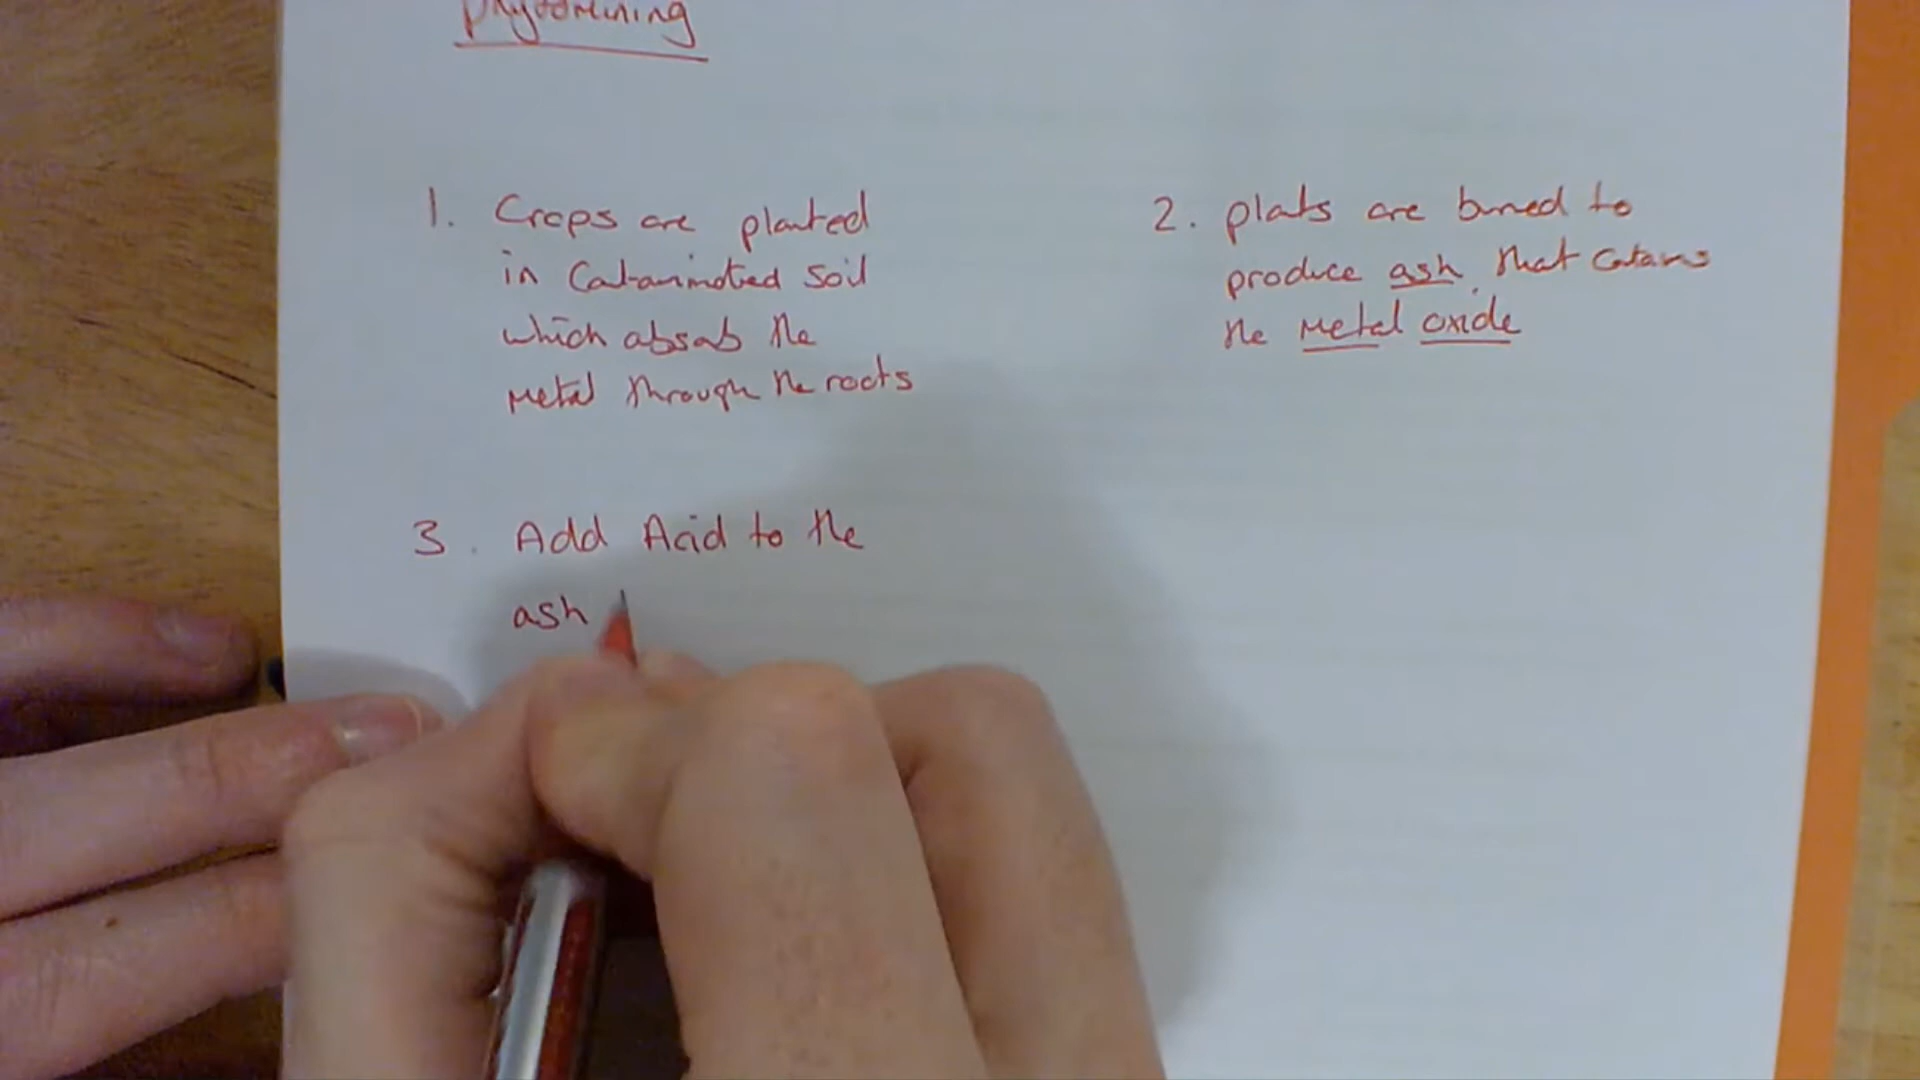 phytomining
1. Crops are planted
in Contaminated Soil
which absorb the
metal through the roots
2. plants are burned to
produce ash that contains
the metal oxide
3. Add Acid to the
ash